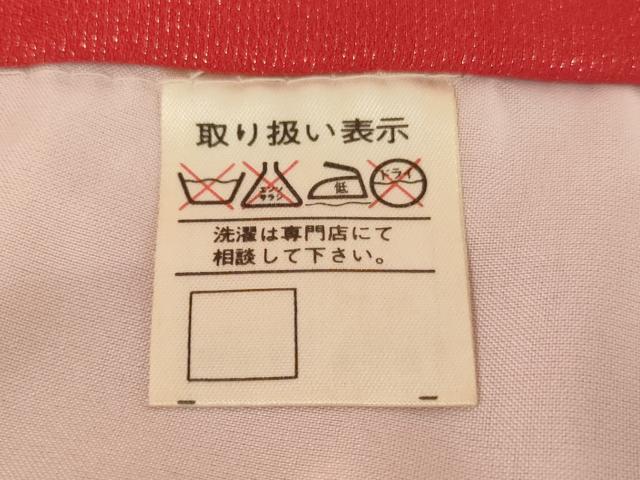 取り扱い表示
エンソ
サラシ
低
ドライ
洗濯は専門店にて
相談して下さい。